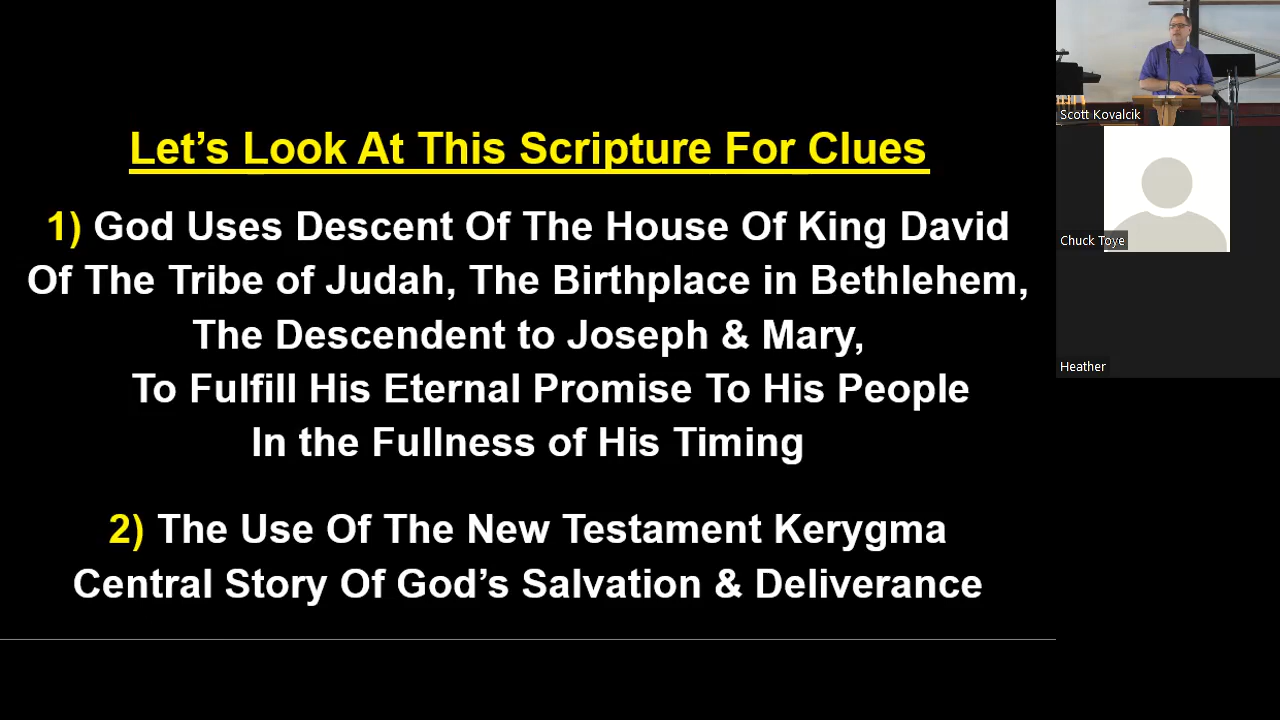 Let's Look At This Scripture For Clues
1) God Uses Descent Of The House Of King David
Of The Tribe of Judah, The Birthplace in Bethlehem,
The Descendent to Joseph & Mary,
To Fulfill His Eternal Promise To His People
In the Fullness of His Timing
2) The Use Of The New Testament Kerygma
Central Story Of God's Salvation & Deliverance
Scott Kovalcik
Chuck Toye
Heather